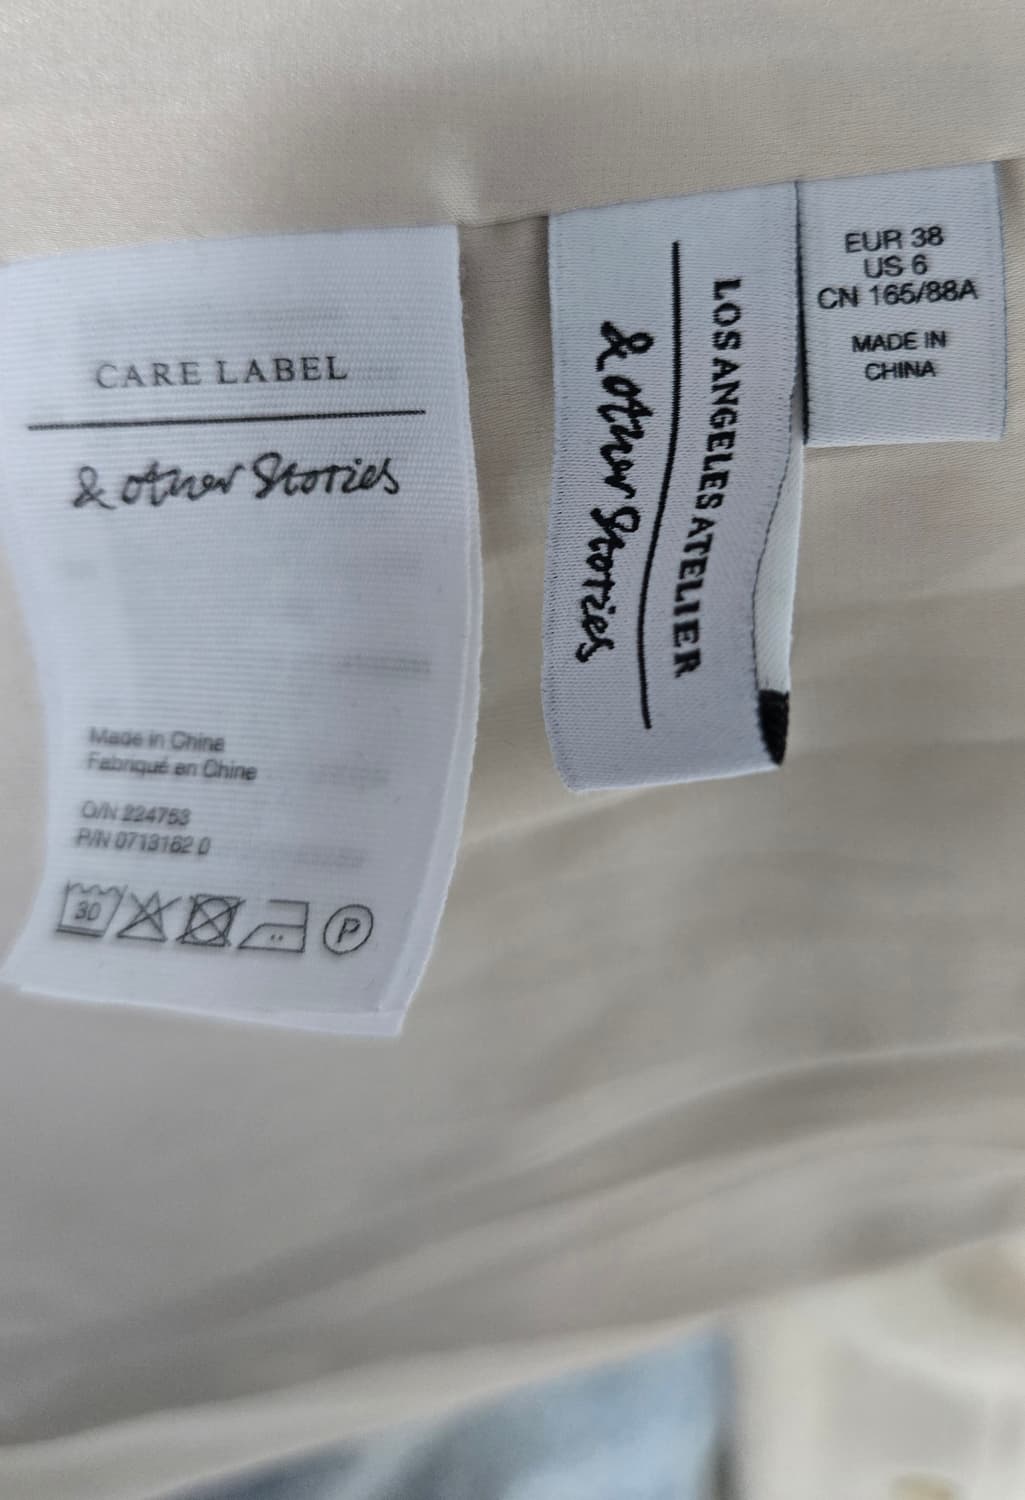 CARE LABEL
& other Stories
Made in China
Fabriqué en Chine
O/N 224753
P/N 0713162 0
30
P
LOS ANGELES ATELIER
& other Stories
EUR 38
US 6
CN 165/88A
MADE IN
CHINA